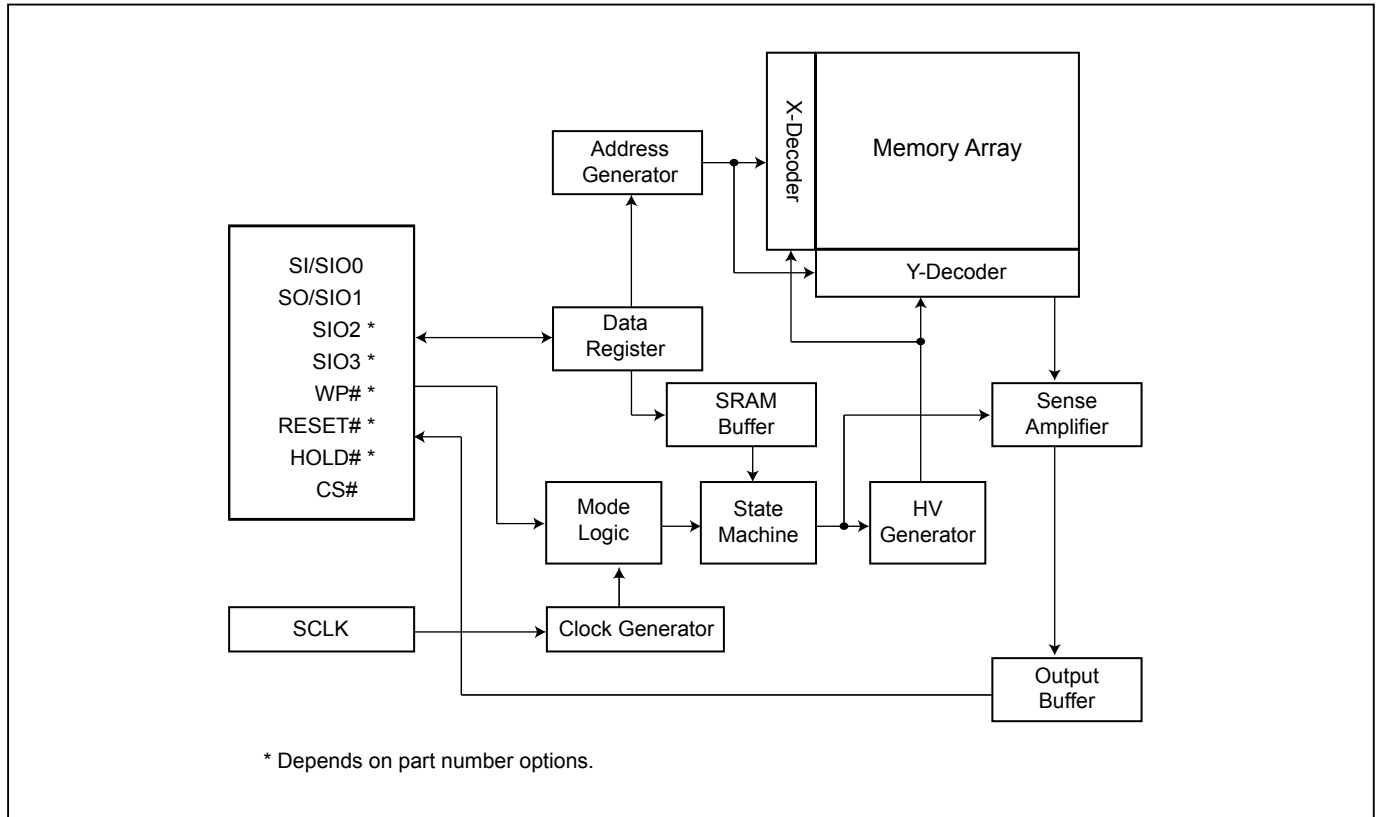 X-Decoder
Memory Array
Address
Generator
Y-Decoder
SI/SIO0
SO/SIO1
SIO2 *
SIO3 *
WP# *
RESET# *
HOLD# *
CS#
Data
Register
SRAM
Buffer
Sense
Amplifier
Mode
Logic
State
Machine
HV
Generator
SCLK
Clock Generator
Output
Buffer
* Depends on part number options.